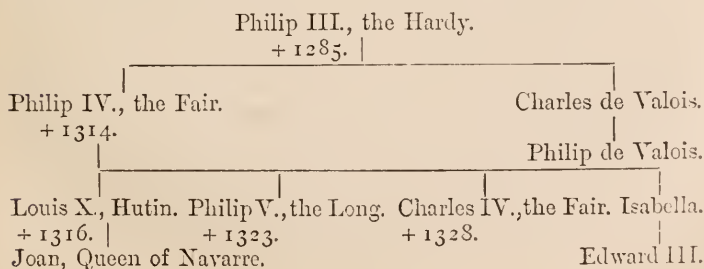 Philip III., the Hardy.
+ 1285.
Philip IV., the Fair. Charles de Valois.
+ 1314.
Philip de Valois.
Louis X., Hutin. Philip V., the Long. Charles IV., the Fair. Isabella.
+ 1316. + 1323. + 1328.
Joan, Queen of Navarre. Edward III.